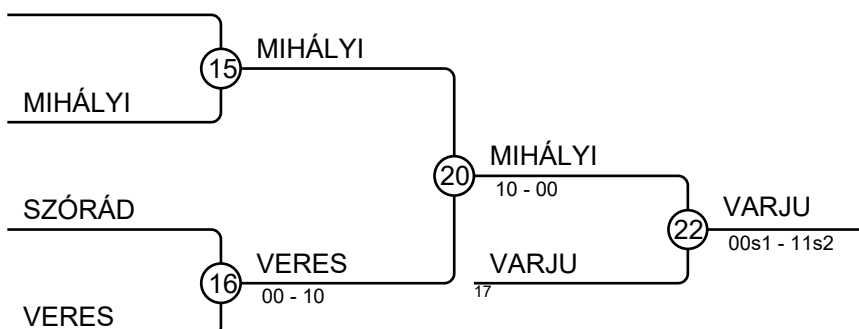 MIHÁLYI
15
MIHÁLYI
SZÓRÁD
VERES
16
VERES
00 - 10
20
MIHÁLYI
10 - 00
VARJU
17
22
VARJU
00s1 - 11s2